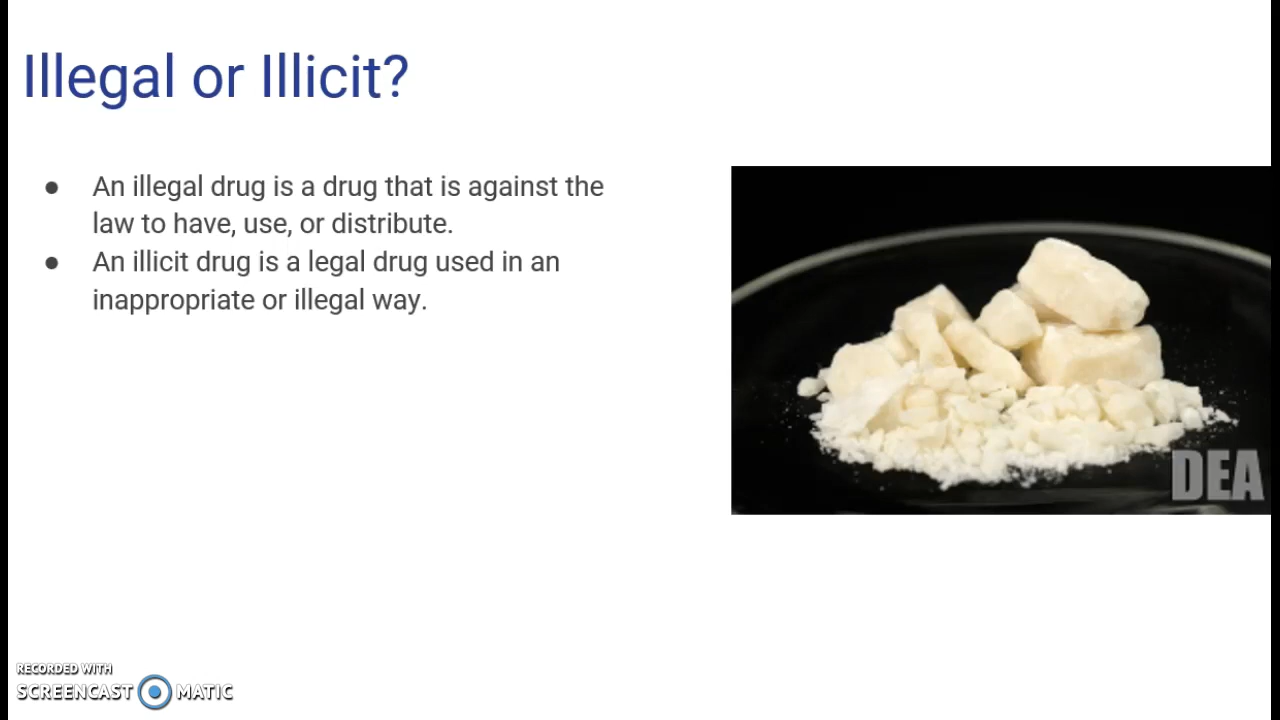 Illegal or Illicit?
● An illegal drug is a drug that is against the
law to have, use, or distribute.
● An illicit drug is a legal drug used in an
inappropriate or illegal way.
DEA
RECORDED WITH
SCREENCAST MATIC